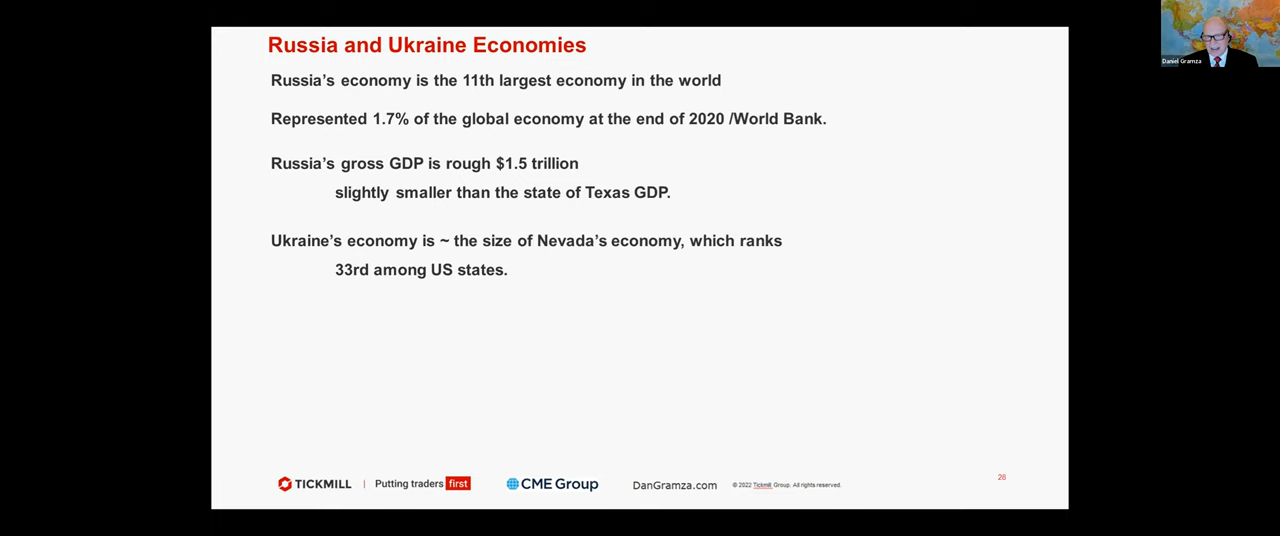 Russia and Ukraine Economies
Russia's economy is the 11th largest economy in the world
Represented 1.7% of the global economy at the end of 2020 /World Bank.
Russia's gross GDP is rough $1.5 trillion
slightly smaller than the state of Texas GDP.
Ukraine's economy is ~ the size of Nevada's economy, which ranks
33rd among US states.
TICKMILL | Putting traders first
CME Group
DanGramza.com
© 2022 Tickmill Group. All rights reserved.
28
Daniel Gramza